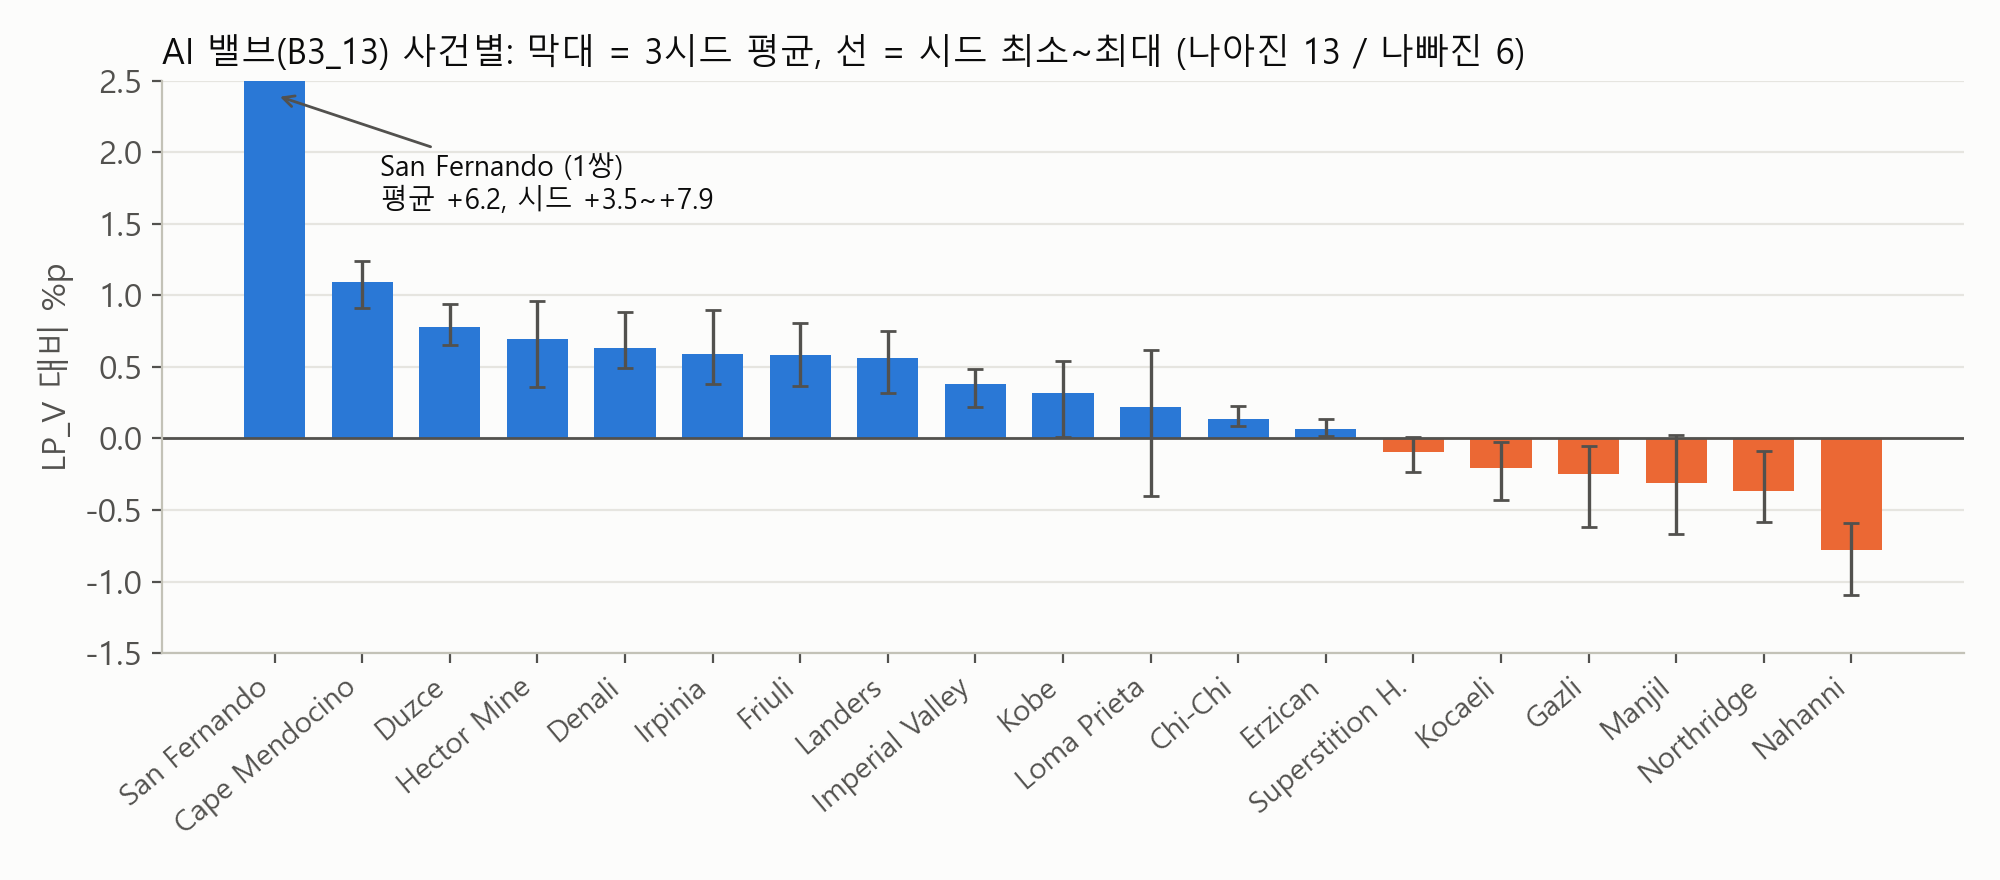 AI 밸브(B3_13) 사건별: 막대 = 3시드 평균, 선 = 시드 최소~최대 (나아진 13 / 나빠진 6)
LP_V 대비 %p
2.5
2.0
1.5
1.0
0.5
0.0
-0.5
-1.0
-1.5
San Fernando (1쌍)
평균 +6.2, 시드 +3.5~+7.9
San Fernando
Cape Mendocino
Duzce
Hector Mine
Denali
Irpinia
Friuli
Landers
Imperial Valley
Kobe
Loma Prieta
Chi-Chi
Erzican
Superstition H.
Kocaeli
Gazli
Manjil
Northridge
Nahanni